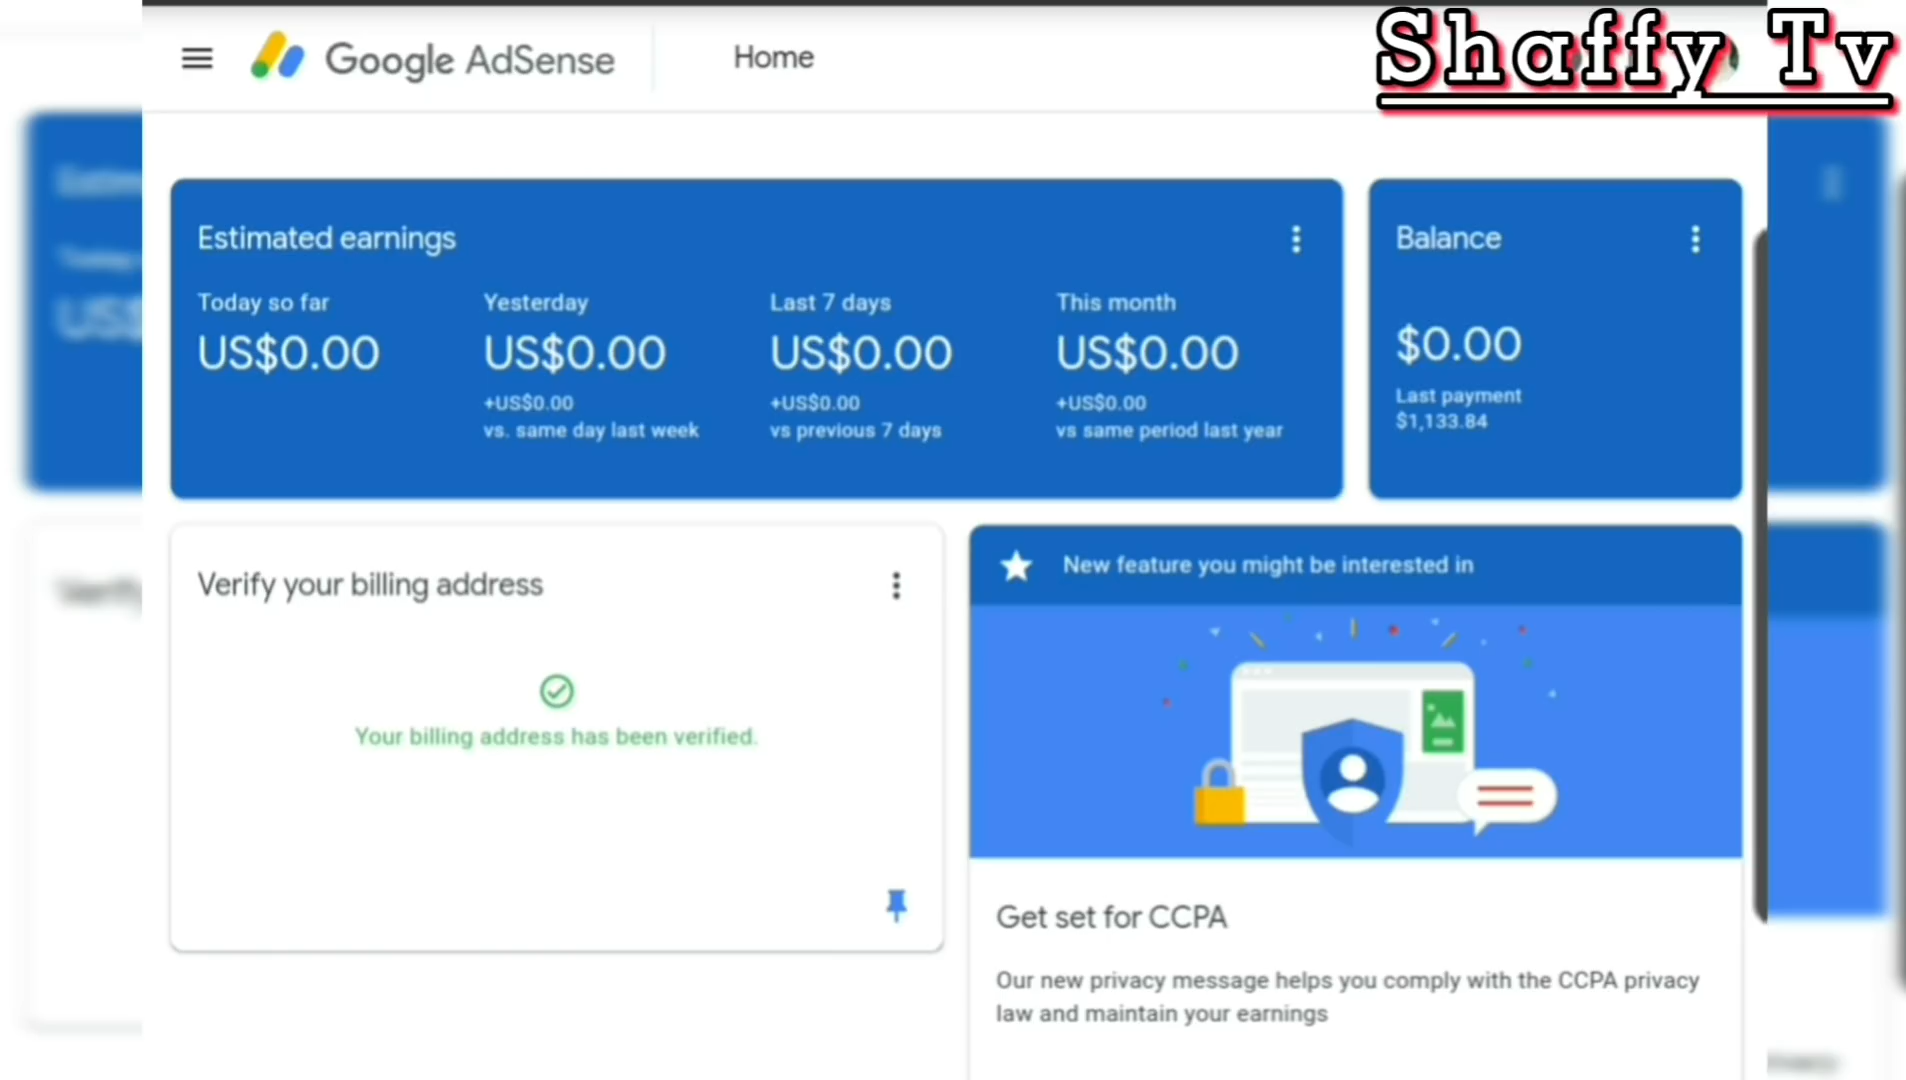 Shaffy Tv
Google AdSense
Home
Estimated earnings
Today so far
US$0.00
Yesterday
US$0.00
+US$0.00
vs. same day last week
Last 7 days
US$0.00
+US$0.00
vs previous 7 days
This month
US$0.00
+US$0.00
vs same period last year
Balance
$0.00
Last payment
$1,133.84
Verify your billing address
Your billing address has been verified.
New feature you might be interested in
Get set for CCPA
Our new privacy message helps you comply with the CCPA privacy
law and maintain your earnings